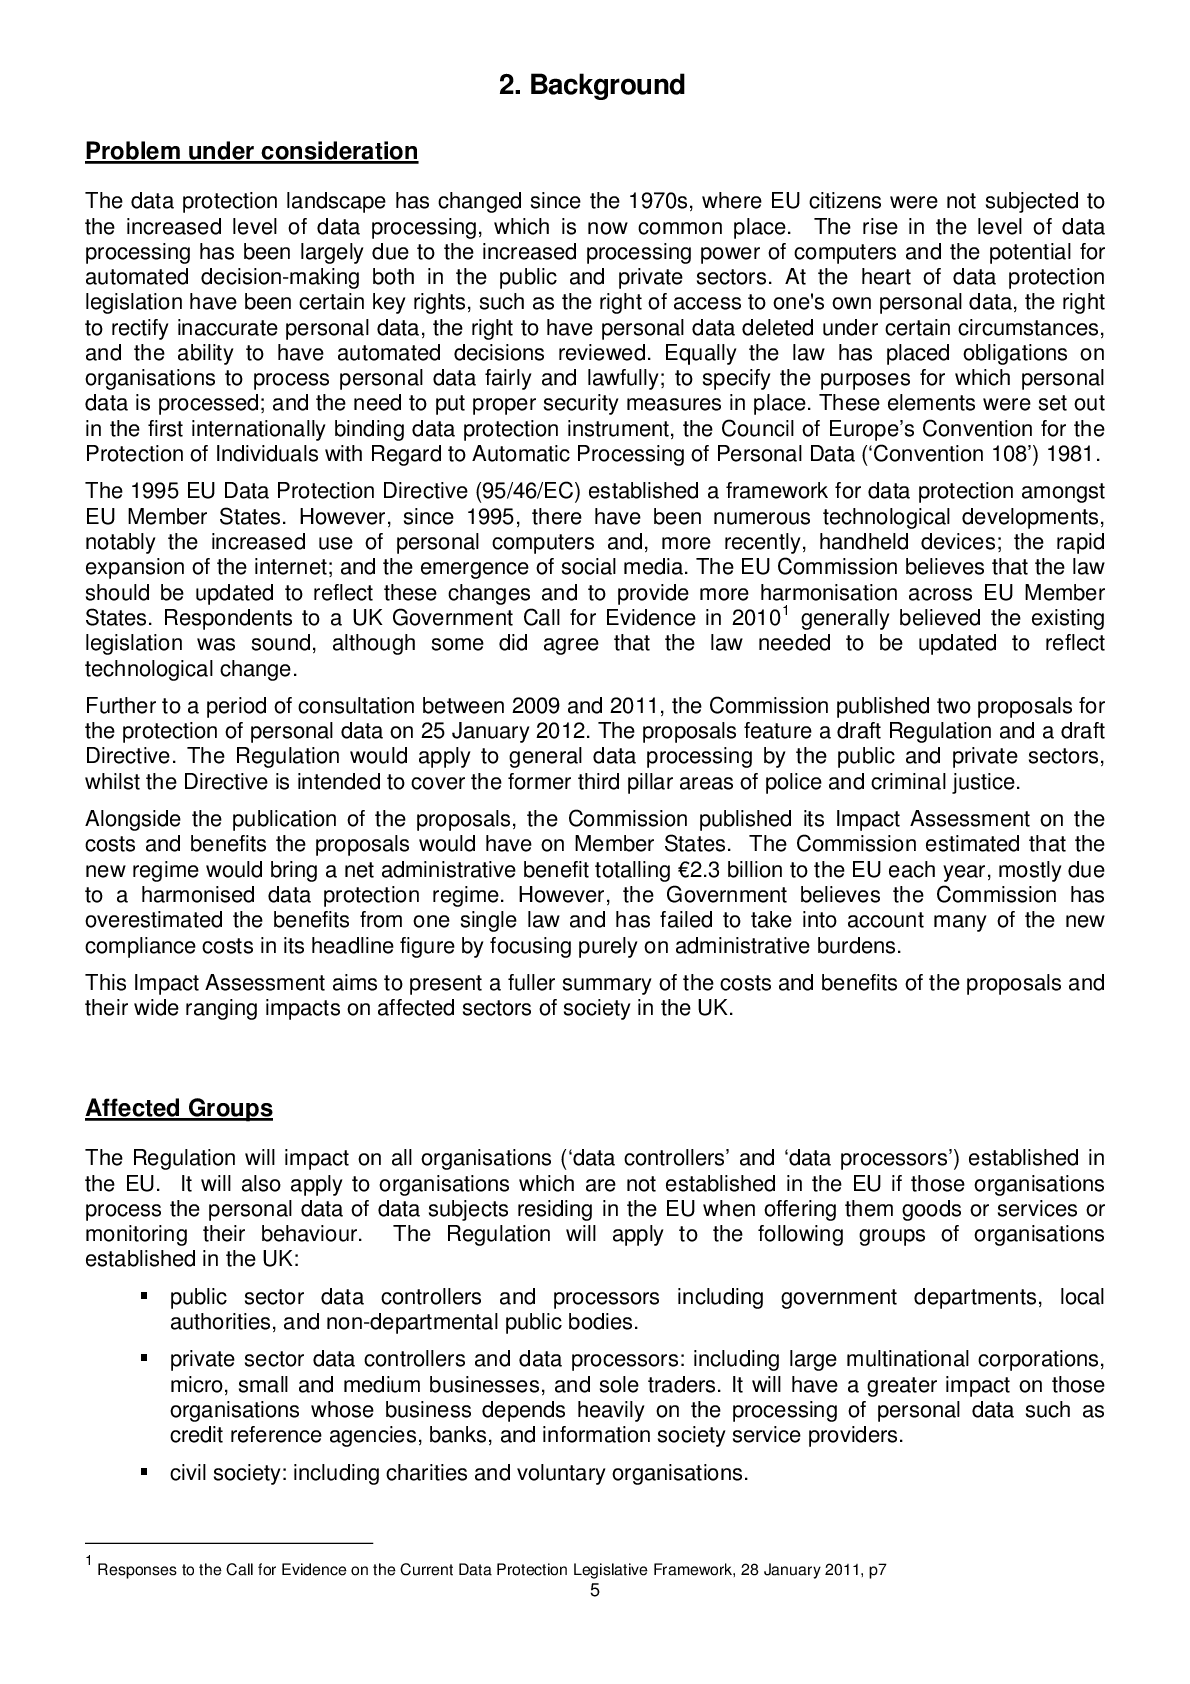 2. Background
Problem under consideration
The data protection landscape has changed since the 1970s, where EU citizens were not subjected to
the increased level of data processing, which is now common place.  The rise in the level of data
processing has been largely due to the increased processing power of computers and the potential for
automated decision-making both in the public and private sectors. At the heart of data protection
legislation have been certain key rights, such as the right of access to one's own personal data, the right
to rectify inaccurate personal data, the right to have personal data deleted under certain circumstances,
and the ability to have automated decisions reviewed. Equally the law has placed obligations on
organisations to process personal data fairly and lawfully; to specify the purposes for which personal
data is processed; and the need to put proper security measures in place. These elements were set out
in the first internationally binding data protection instrument, the Council of Europe’s Convention for the
Protection of Individuals with Regard to Automatic Processing of Personal Data (‘Convention 108’) 1981.
The 1995 EU Data Protection Directive (95/46/EC) established a framework for data protection amongst
EU Member States. However, since 1995, there have been numerous technological developments,
notably the increased use of personal computers and, more recently, handheld devices; the rapid
expansion of the internet; and the emergence of social media. The EU Commission believes that the law
should be updated to reflect these changes and to provide more harmonisation across EU Member
States. Respondents to a UK Government Call for Evidence in 2010¹ generally believed the existing
legislation was sound, although some did agree that the law needed to be updated to reflect
technological change.
Further to a period of consultation between 2009 and 2011, the Commission published two proposals for
the protection of personal data on 25 January 2012. The proposals feature a draft Regulation and a draft
Directive. The Regulation would apply to general data processing by the public and private sectors,
whilst the Directive is intended to cover the former third pillar areas of police and criminal justice.
Alongside the publication of the proposals, the Commission published its Impact Assessment on the
costs and benefits the proposals would have on Member States.  The Commission estimated that the
new regime would bring a net administrative benefit totalling €2.3 billion to the EU each year, mostly due
to a harmonised data protection regime. However, the Government believes the Commission has
overestimated the benefits from one single law and has failed to take into account many of the new
compliance costs in its headline figure by focusing purely on administrative burdens.
This Impact Assessment aims to present a fuller summary of the costs and benefits of the proposals and
their wide ranging impacts on affected sectors of society in the UK.
Affected Groups
The Regulation will impact on all organisations (‘data controllers’ and ‘data processors’) established in
the EU.  It will also apply to organisations which are not established in the EU if those organisations
process the personal data of data subjects residing in the EU when offering them goods or services or
monitoring their behaviour.  The Regulation will apply to the following groups of organisations
established in the UK:
▪ public sector data controllers and processors including government departments, local
authorities, and non-departmental public bodies.
▪ private sector data controllers and data processors: including large multinational corporations,
micro, small and medium businesses, and sole traders. It will have a greater impact on those
organisations whose business depends heavily on the processing of personal data such as
credit reference agencies, banks, and information society service providers.
▪ civil society: including charities and voluntary organisations.
¹ Responses to the Call for Evidence on the Current Data Protection Legislative Framework, 28 January 2011, p7
5